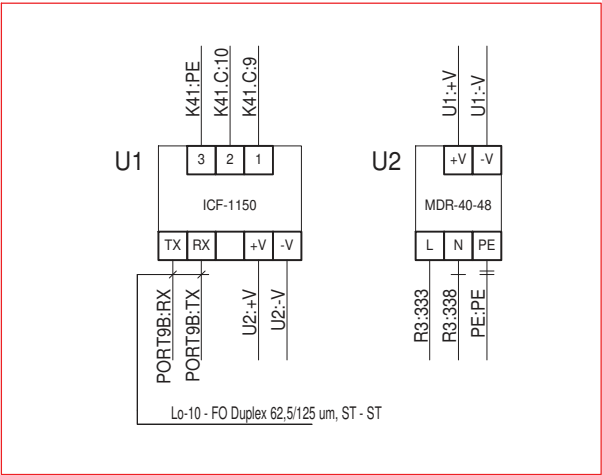 K41:PE
K41.C:10
K41.C:9
U1:+V
U1:-V
U1
3 2 1
U2
+V -V
ICF-1150
MDR-40-48
TX RX +V -V
L N PE
PORT9B:RX
PORT9B:TX
U2:+V
U2:-V
R3:333
R3:338
PE:PE
Lo-10 - FO Duplex 62,5/125 um, ST - ST